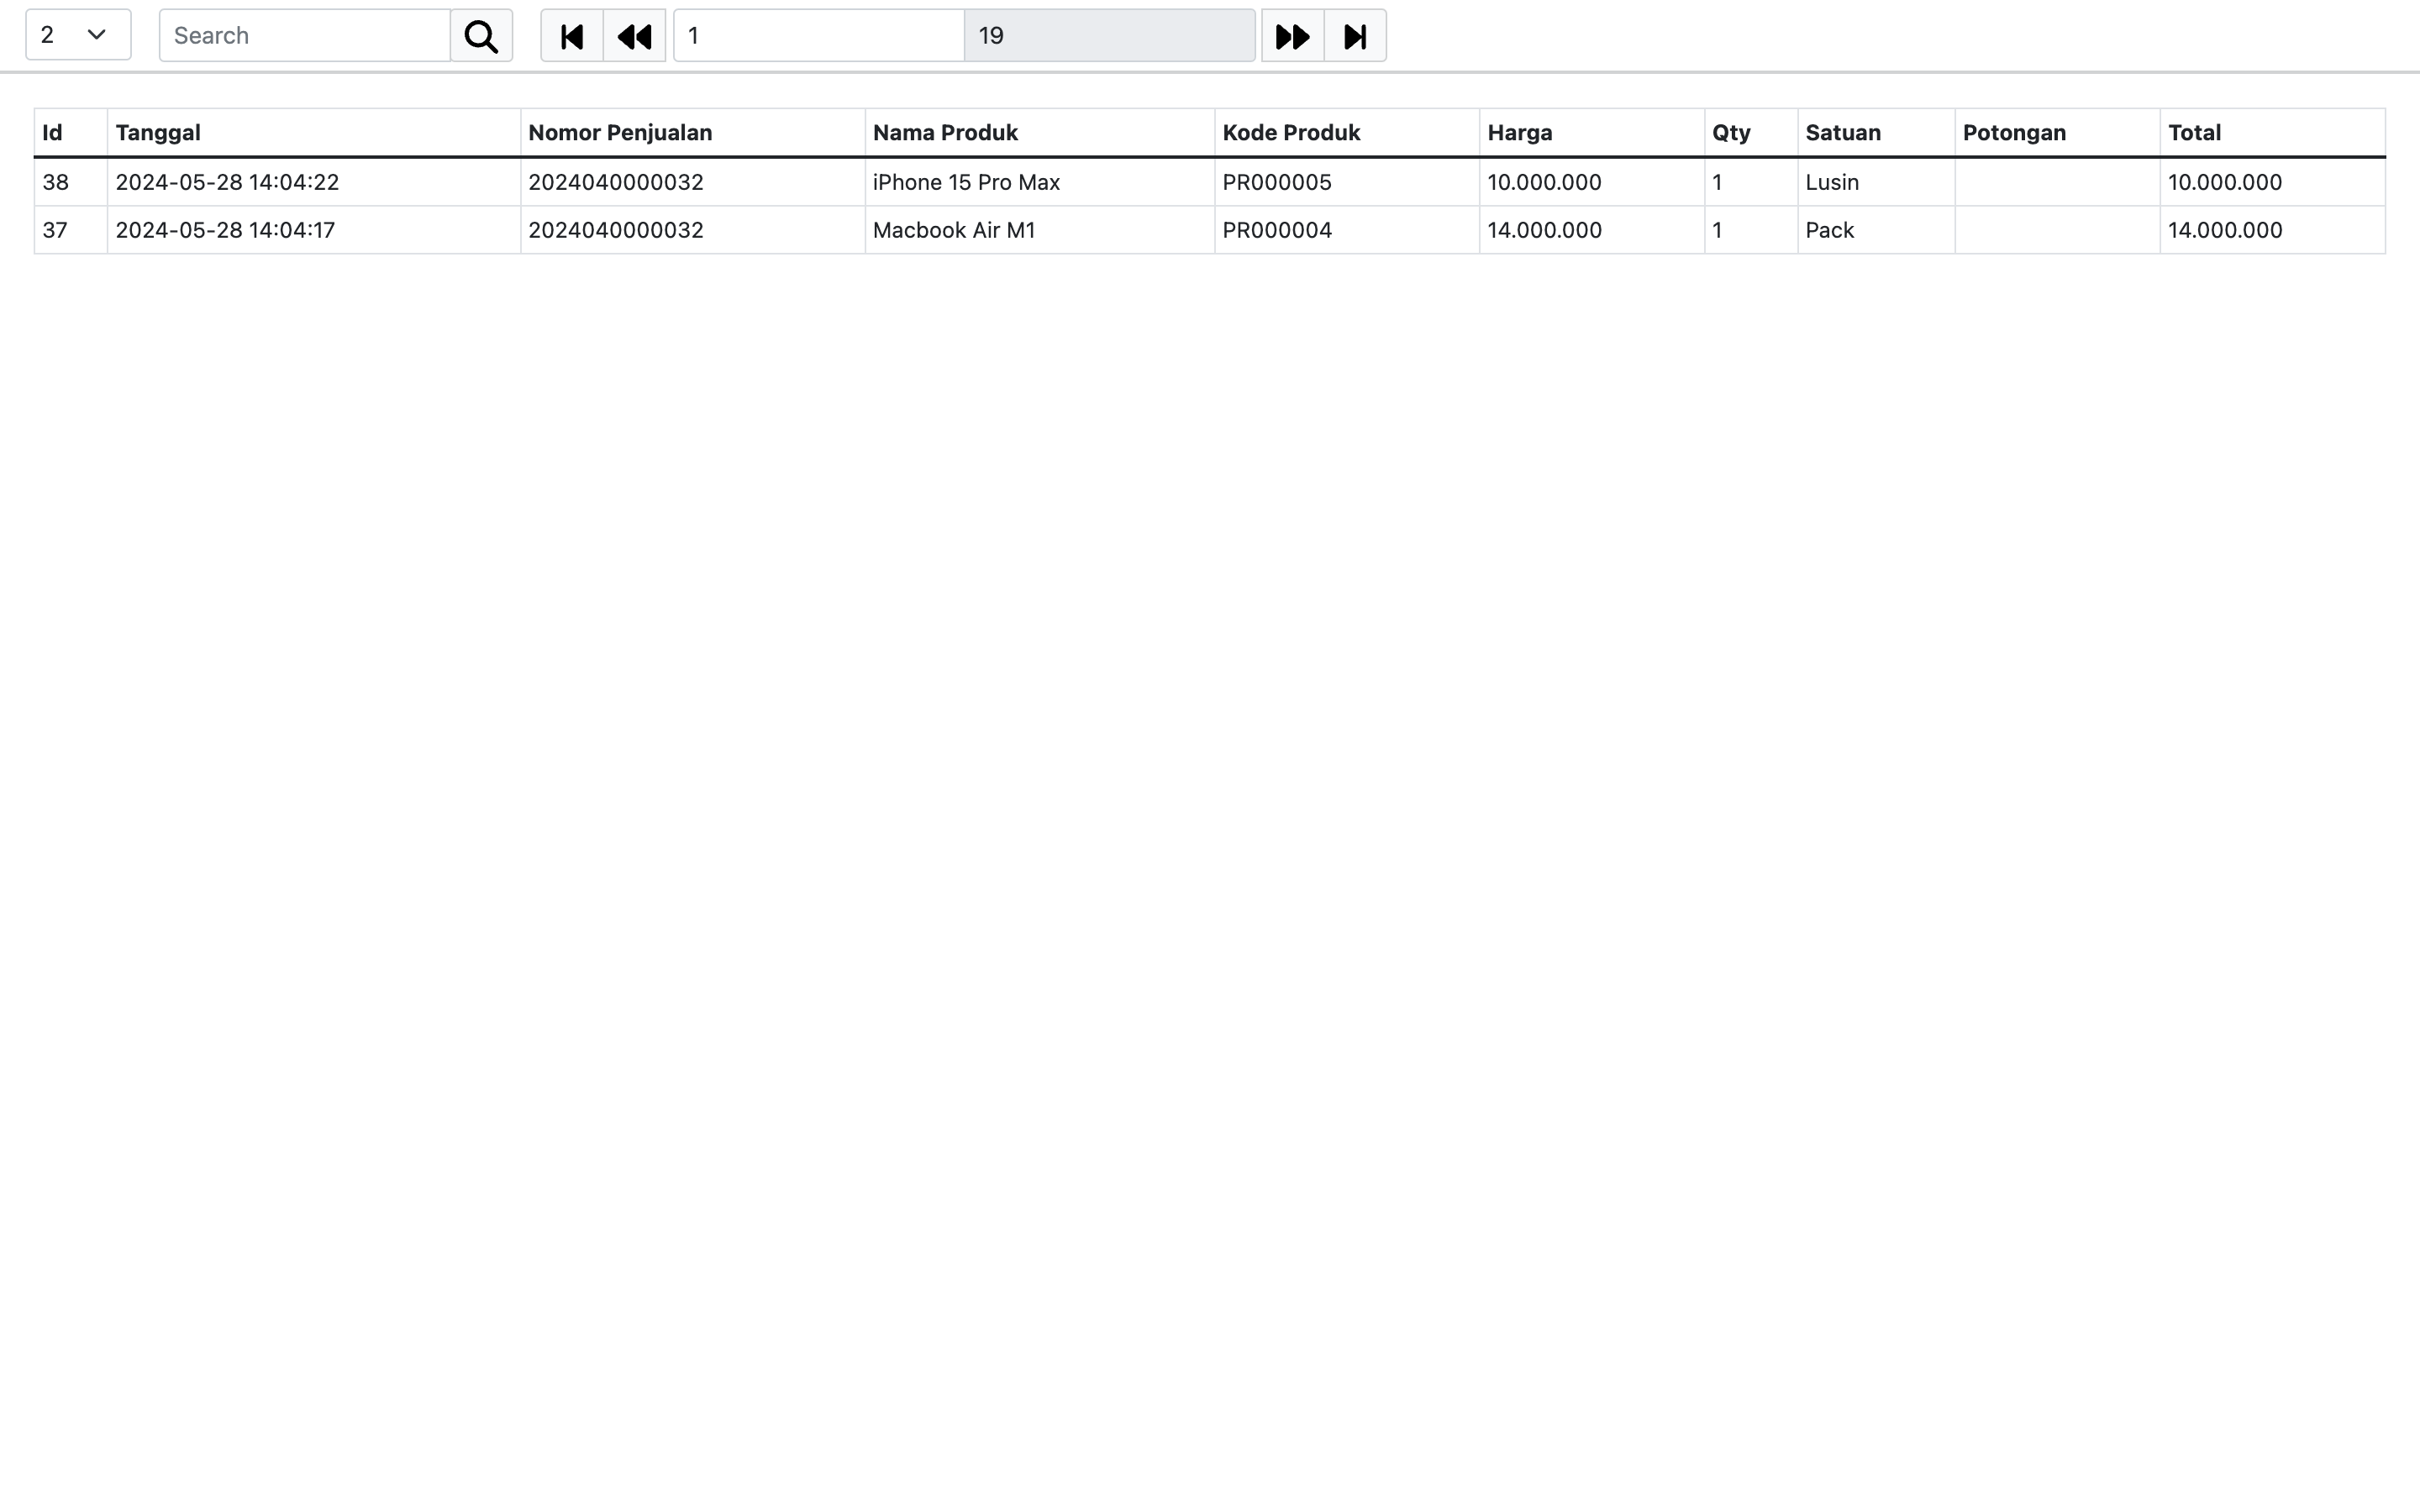 2 Search 1 19
Id Tanggal Nomor Penjualan Nama Produk Kode Produk Harga Qty Satuan Potongan Total
38 2024-05-28 14:04:22 2024040000032 iPhone 15 Pro Max PR000005 10.000.000 1 Lusin 10.000.000
37 2024-05-28 14:04:17 2024040000032 Macbook Air M1 PR000004 14.000.000 1 Pack 14.000.000